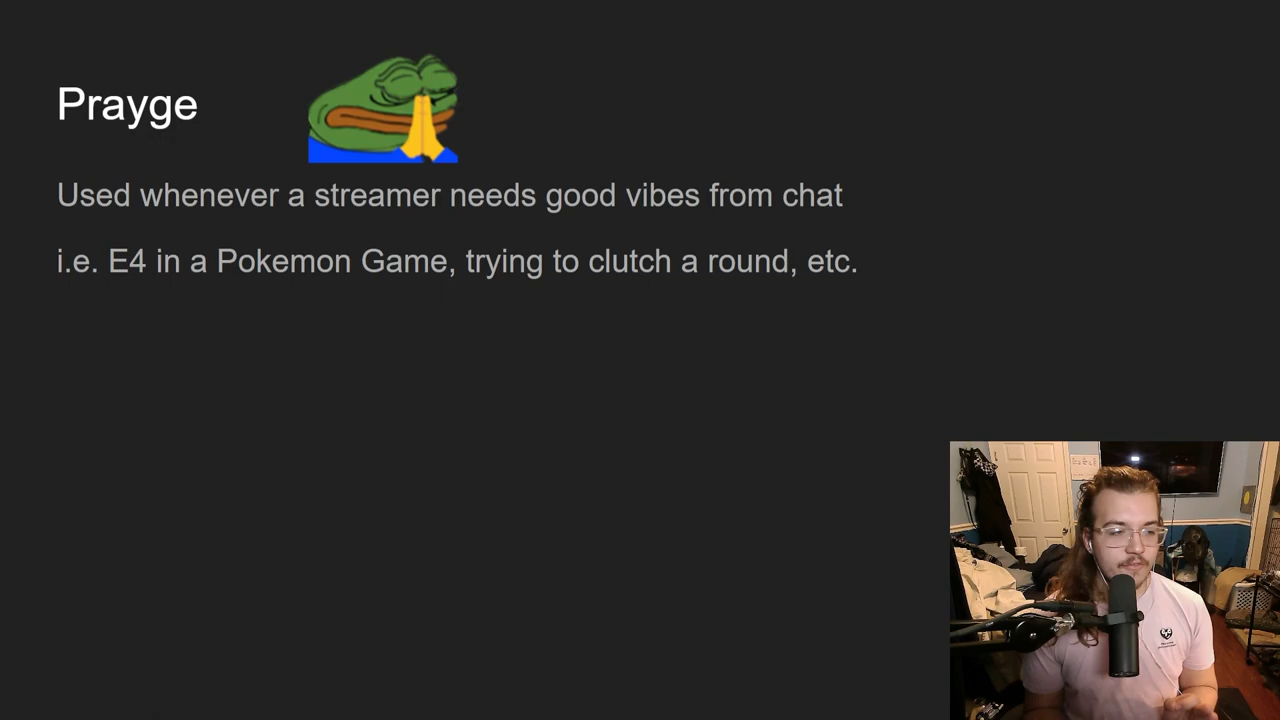 Prayge
Used whenever a streamer needs good vibes from chat
i.e. E4 in a Pokemon Game, trying to clutch a round, etc.